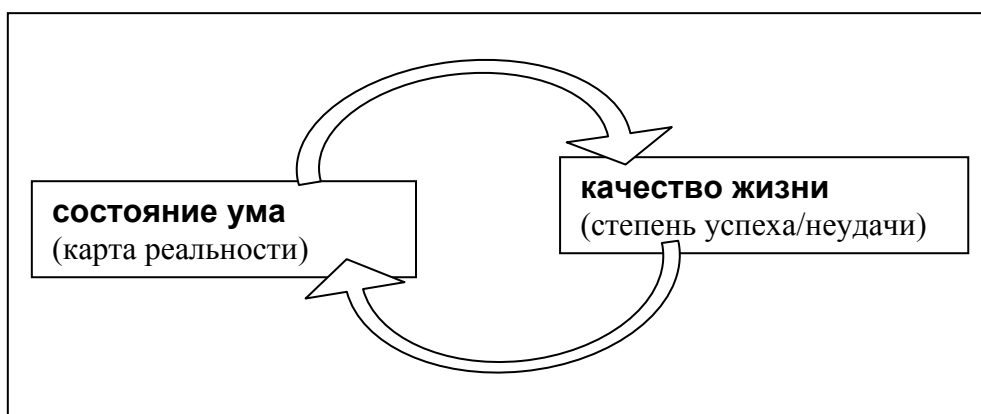 состояние ума
(карта реальности)
качество жизни
(степень успеха/неудачи)